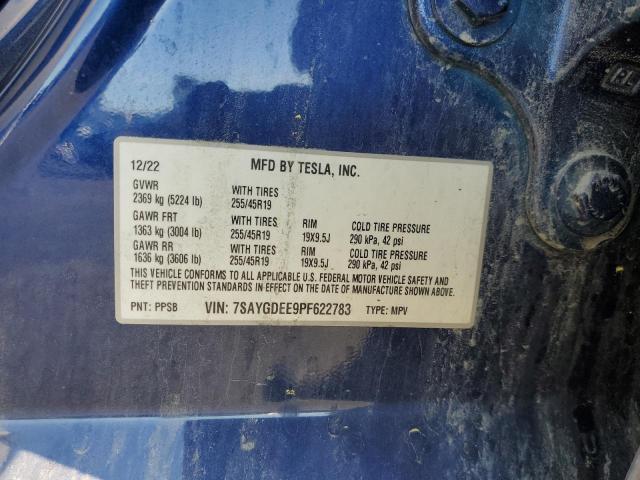 12/22 MFD BY TESLA, INC.
GVWR WITH TIRES
2369 kg (5224 lb) 255/45R19
GAWR FRT WITH TIRES RIM COLD TIRE PRESSURE
1363 kg (3004 lb) 255/45R19 19X9.5J 290 kPa, 42 psi
GAWR RR WITH TIRES RIM COLD TIRE PRESSURE
1636 kg (3606 lb) 255/45R19 19X9.5J 290 kPa, 42 psi
THIS VEHICLE CONFORMS TO ALL APPLICABLE U.S. FEDERAL MOTOR VEHICLE SAFETY AND
THEFT PREVENTION STANDARDS IN EFFECT ON THE DATE OF MANUFACTURE SHOWN ABOVE.
PNT: PPSB VIN: 7SAYGDEE9PF622783 TYPE: MPV